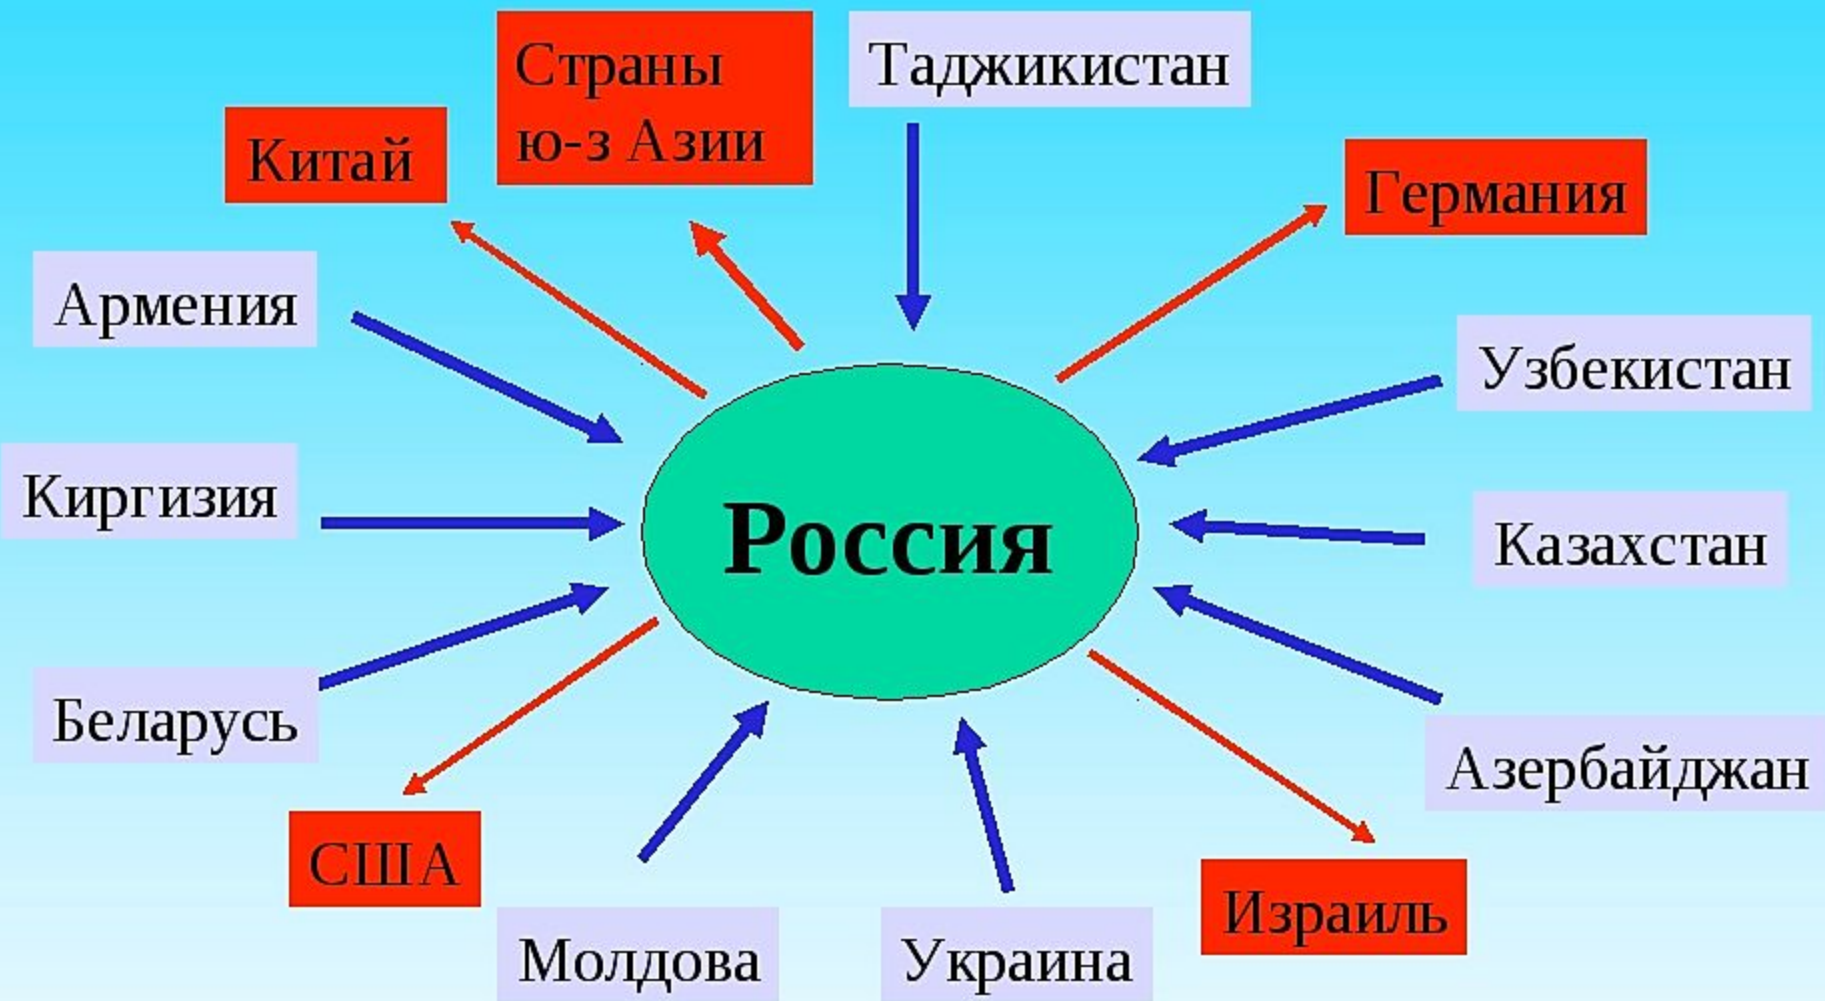 Страны
ю-з Азии
Таджикистан
Китай
Германия
Армения
Узбекистан
Киргизия
Россия
Казахстан
Беларусь
Азербайджан
США
Израиль
Молдова
Украина